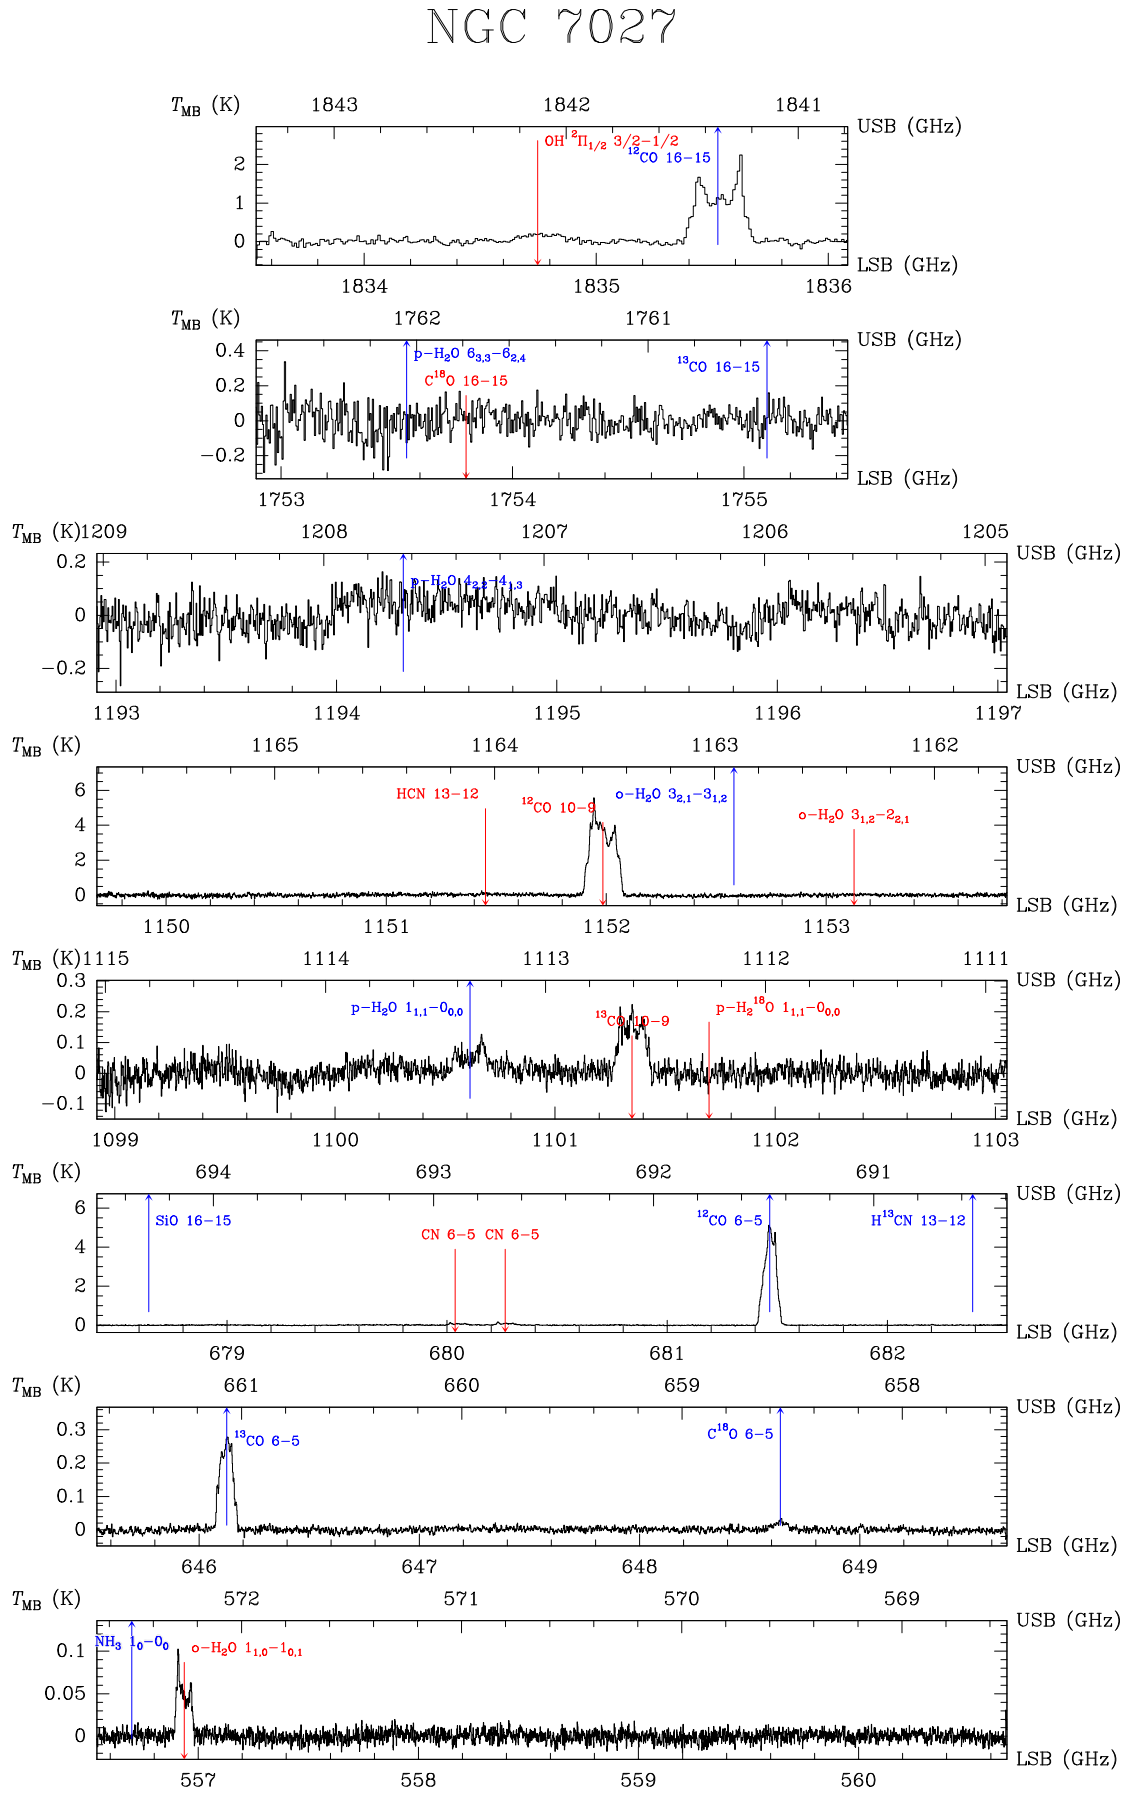 NGC 7027
T_MB (K) 1843 1842 1841
USB (GHz)
OH ²Π₁/₂ 3/2−1/2
¹²CO 16−15
2
1
0
LSB (GHz)
1834 1835 1836
T_MB (K) 1762 1761
USB (GHz)
0.4
p−H₂O 6₃,₃−6₂,₄
¹³CO 16−15
C¹⁸O 16−15
0.2
0
−0.2
LSB (GHz)
1753 1754 1755
T_MB (K) 1209 1208 1207 1206 1205
USB (GHz)
0.2
p−H₂O 4₂,₂−4₁,₃
0
−0.2
LSB (GHz)
1193 1194 1195 1196 1197
T_MB (K) 1165 1164 1163 1162
USB (GHz)
6
HCN 13−12
¹²CO 10−9
o−H₂O 3₂,₁−3₁,₂
o−H₂O 3₁,₂−2₂,₁
4
2
0
LSB (GHz)
1150 1151 1152 1153
T_MB (K) 1115 1114 1113 1112 1111
USB (GHz)
0.3
p−H₂O 1₁,₁−0₀,₀
¹³CO 10−9
p−H₂¹⁸O 1₁,₁−0₀,₀
0.2
0.1
0
−0.1
LSB (GHz)
1099 1100 1101 1102 1103
T_MB (K) 694 693 692 691
USB (GHz)
6
SiO 16−15
¹²CO 6−5
H¹³CN 13−12
CN 6−5 CN 6−5
4
2
0
LSB (GHz)
679 680 681 682
T_MB (K) 661 660 659 658
USB (GHz)
0.3
¹³CO 6−5
C¹⁸O 6−5
0.2
0.1
0
LSB (GHz)
646 647 648 649
T_MB (K) 572 571 570 569
USB (GHz)
NH₃ 1₀−0₀
o−H₂O 1₁,₀−1₀,₁
0.1
0.05
0
LSB (GHz)
557 558 559 560